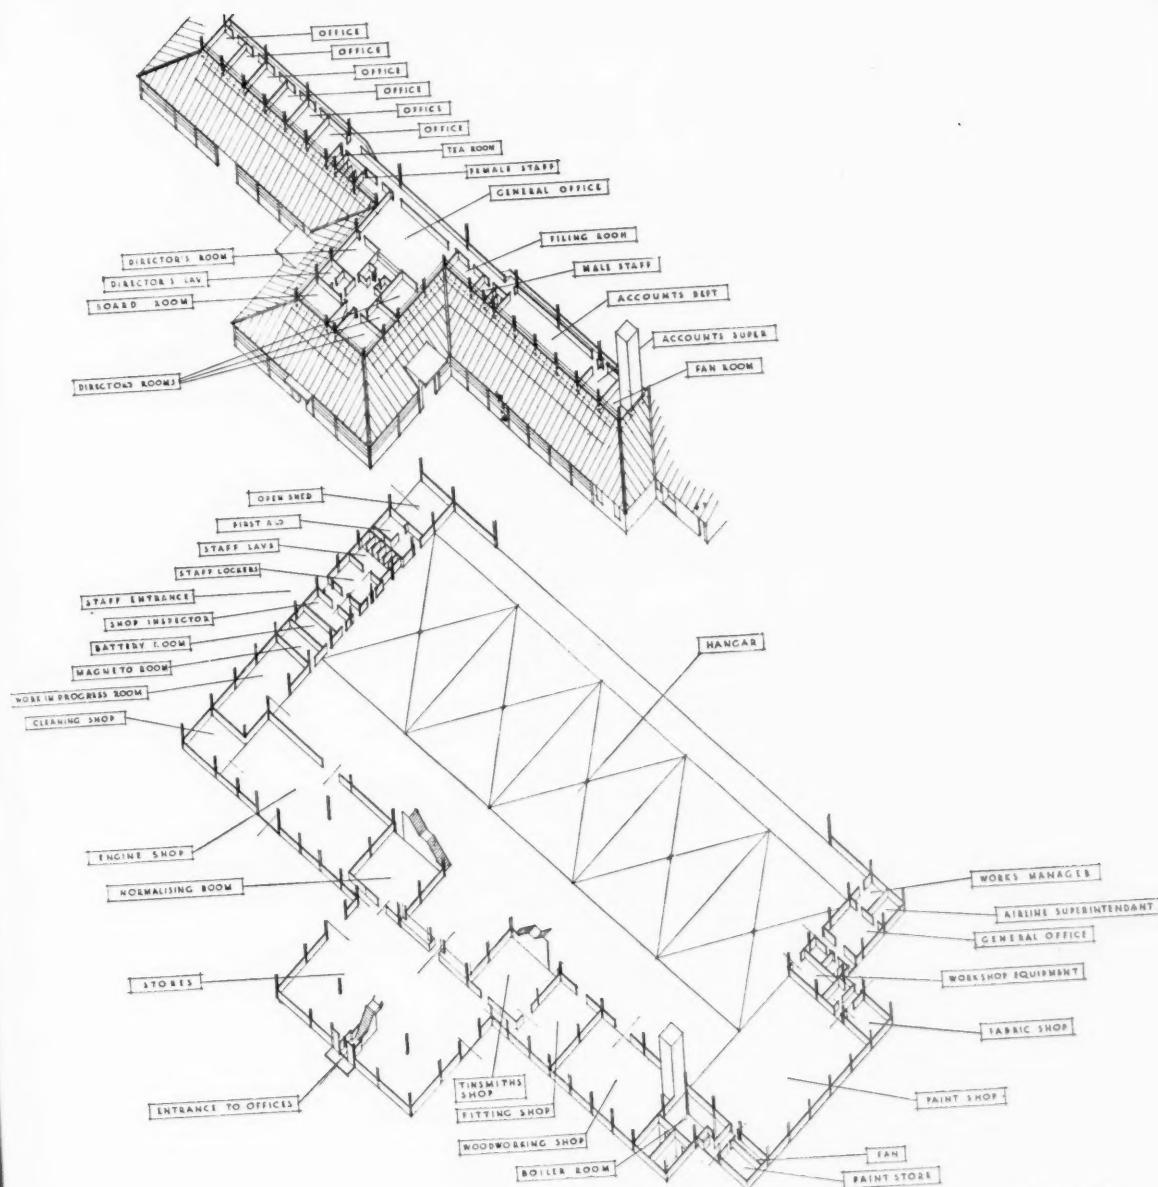 OFFICE
OFFICE
OFFICE
OFFICE
OFFICE
OFFICE
TEA ROOM
FEMALE STAFF
GENERAL OFFICE
FILING ROOM
MALE STAFF
ACCOUNTS DEPT
ACCOUNTS SUPER
FAN ROOM
DIRECTOR'S ROOM
DIRECTOR'S LAV
BOARD ROOM
DIRECTORS ROOMS
OPEN SHED
FIRST AID
STAFF LAVS
STAFF LOCKERS
STAFF ENTRANCE
SHOP INSPECTOR
BATTERY ROOM
MAGNETO ROOM
WORK IN PROGRESS ROOM
CLEANING SHOP
HANGAR
ENGINE SHOP
NORMALISING ROOM
STORES
ENTRANCE TO OFFICES
TINSMITHS
SHOP
FITTING SHOP
WOODWORKING SHOP
BOILER ROOM
WORKS MANAGER
AIRLINE SUPERINTENDANT
GENERAL OFFICE
WORKSHOP EQUIPMENT
FABRIC SHOP
PAINT SHOP
FAN
PAINT STORE